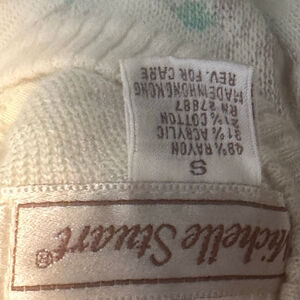 Michelle Stuart®
S
48% RAYON
31% ACRYLIC
21% COTTON
RN 27887
MADE IN HONG KONG
REV. FOR CARE